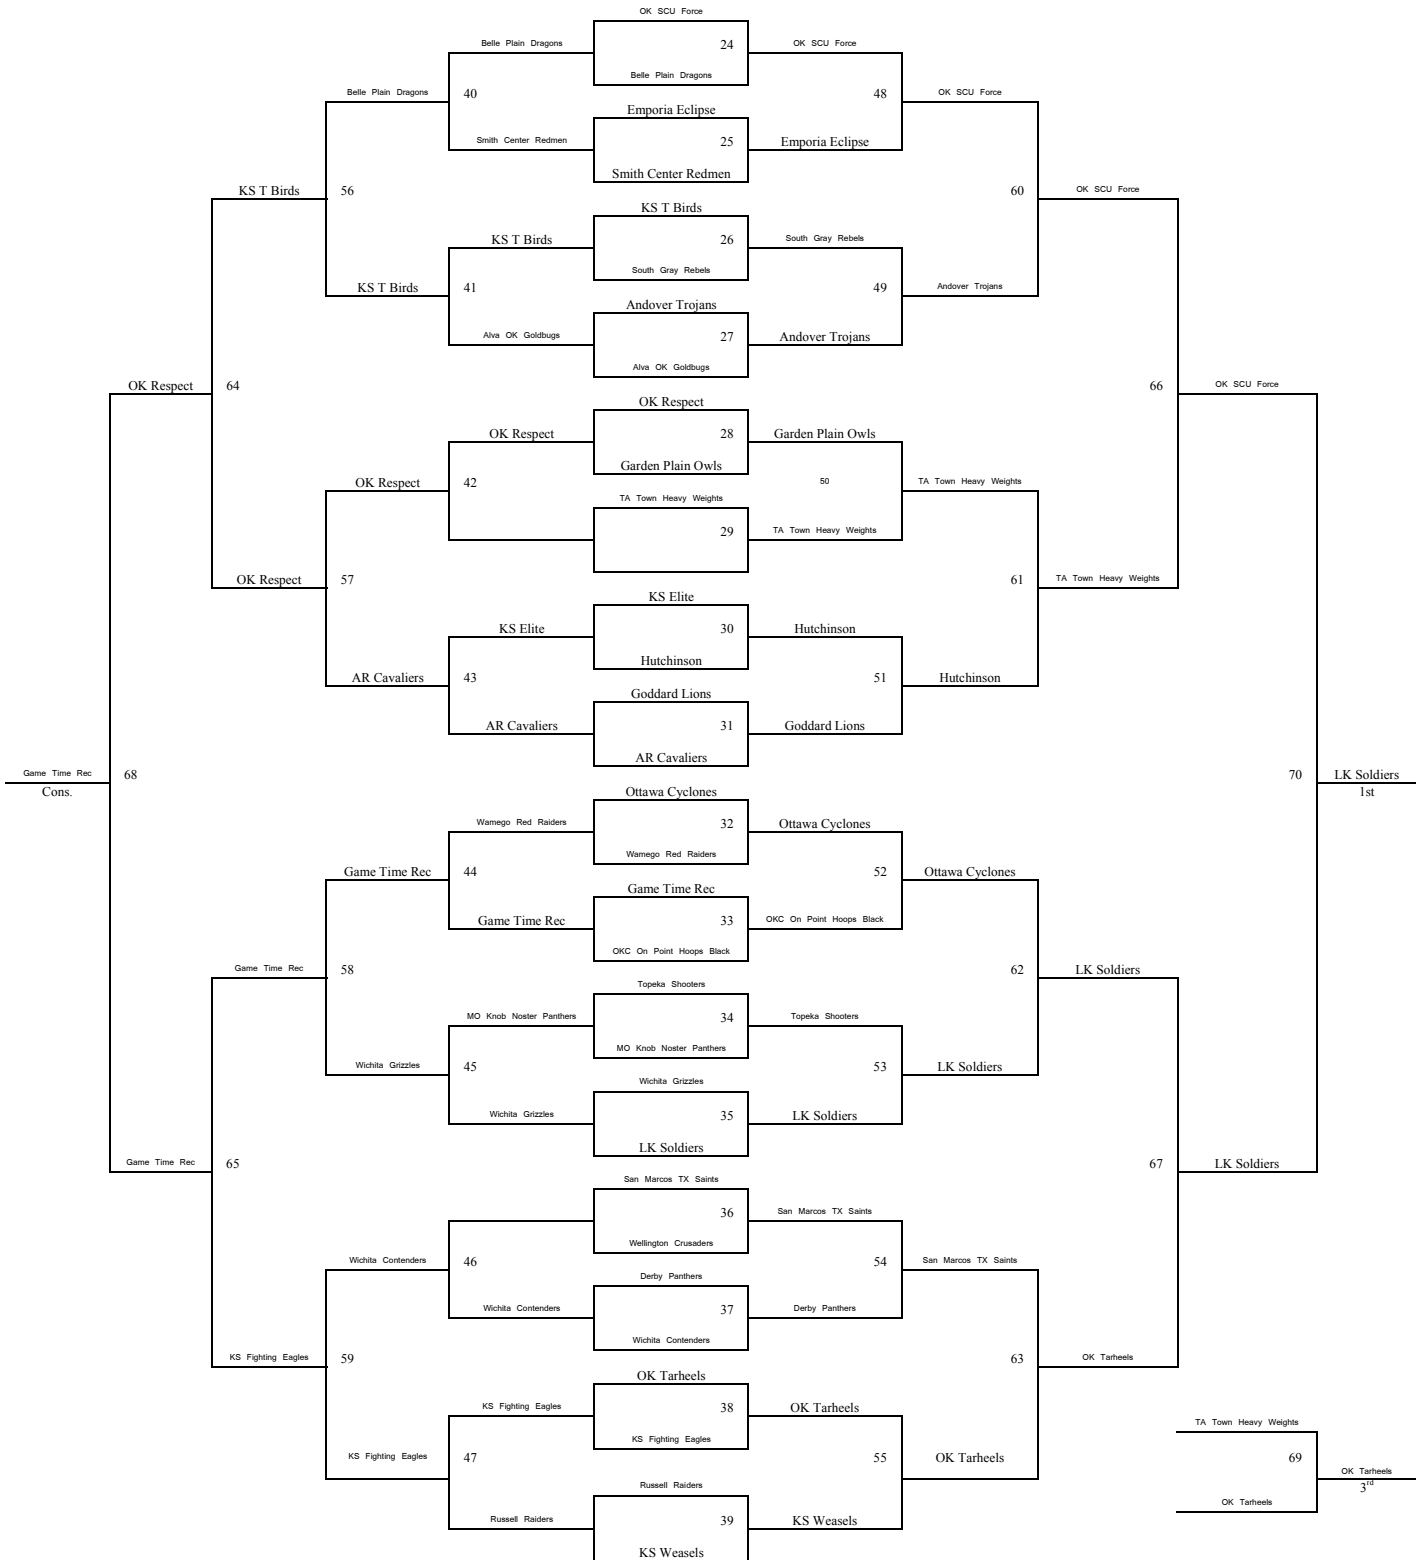 OK SCU Force
Belle Plain Dragons
24
OK SCU Force
Belle Plain Dragons
Belle Plain Dragons
40
48
OK SCU Force
Emporia Eclipse
Smith Center Redmen
25
Emporia Eclipse
Smith Center Redmen
KS T Birds
56
60
OK SCU Force
KS T Birds
KS T Birds
26
South Gray Rebels
South Gray Rebels
KS T Birds
41
49
Andover Trojans
Andover Trojans
Alva OK Goldbugs
27
Andover Trojans
Alva OK Goldbugs
OK Respect
64
66
OK SCU Force
OK Respect
OK Respect
28
Garden Plain Owls
Garden Plain Owls
OK Respect
42
50
TA Town Heavy Weights
TA Town Heavy Weights
29
TA Town Heavy Weights
OK Respect
57
61
TA Town Heavy Weights
KS Elite
KS Elite
30
Hutchinson
Hutchinson
AR Cavaliers
43
51
Hutchinson
Goddard Lions
AR Cavaliers
31
Goddard Lions
AR Cavaliers
Game Time Rec
68
70
LK Soldiers
Cons.
1st
Ottawa Cyclones
Wamego Red Raiders
32
Ottawa Cyclones
Wamego Red Raiders
Game Time Rec
44
52
Ottawa Cyclones
Game Time Rec
Game Time Rec
33
OKC On Point Hoops Black
OKC On Point Hoops Black
Game Time Rec
58
62
LK Soldiers
Topeka Shooters
MO Knob Noster Panthers
34
Topeka Shooters
MO Knob Noster Panthers
Wichita Grizzles
45
53
LK Soldiers
Wichita Grizzles
Wichita Grizzles
35
LK Soldiers
LK Soldiers
Game Time Rec
65
67
LK Soldiers
San Marcos TX Saints
36
San Marcos TX Saints
Wellington Crusaders
Wichita Contenders
46
54
San Marcos TX Saints
Derby Panthers
Wichita Contenders
37
Derby Panthers
Wichita Contenders
KS Fighting Eagles
59
63
OK Tarheels
OK Tarheels
KS Fighting Eagles
38
OK Tarheels
KS Fighting Eagles
TA Town Heavy Weights
KS Fighting Eagles
47
55
OK Tarheels
69
OK Tarheels
3rd
Russell Raiders
Russell Raiders
39
KS Weasels
OK Tarheels
KS Weasels